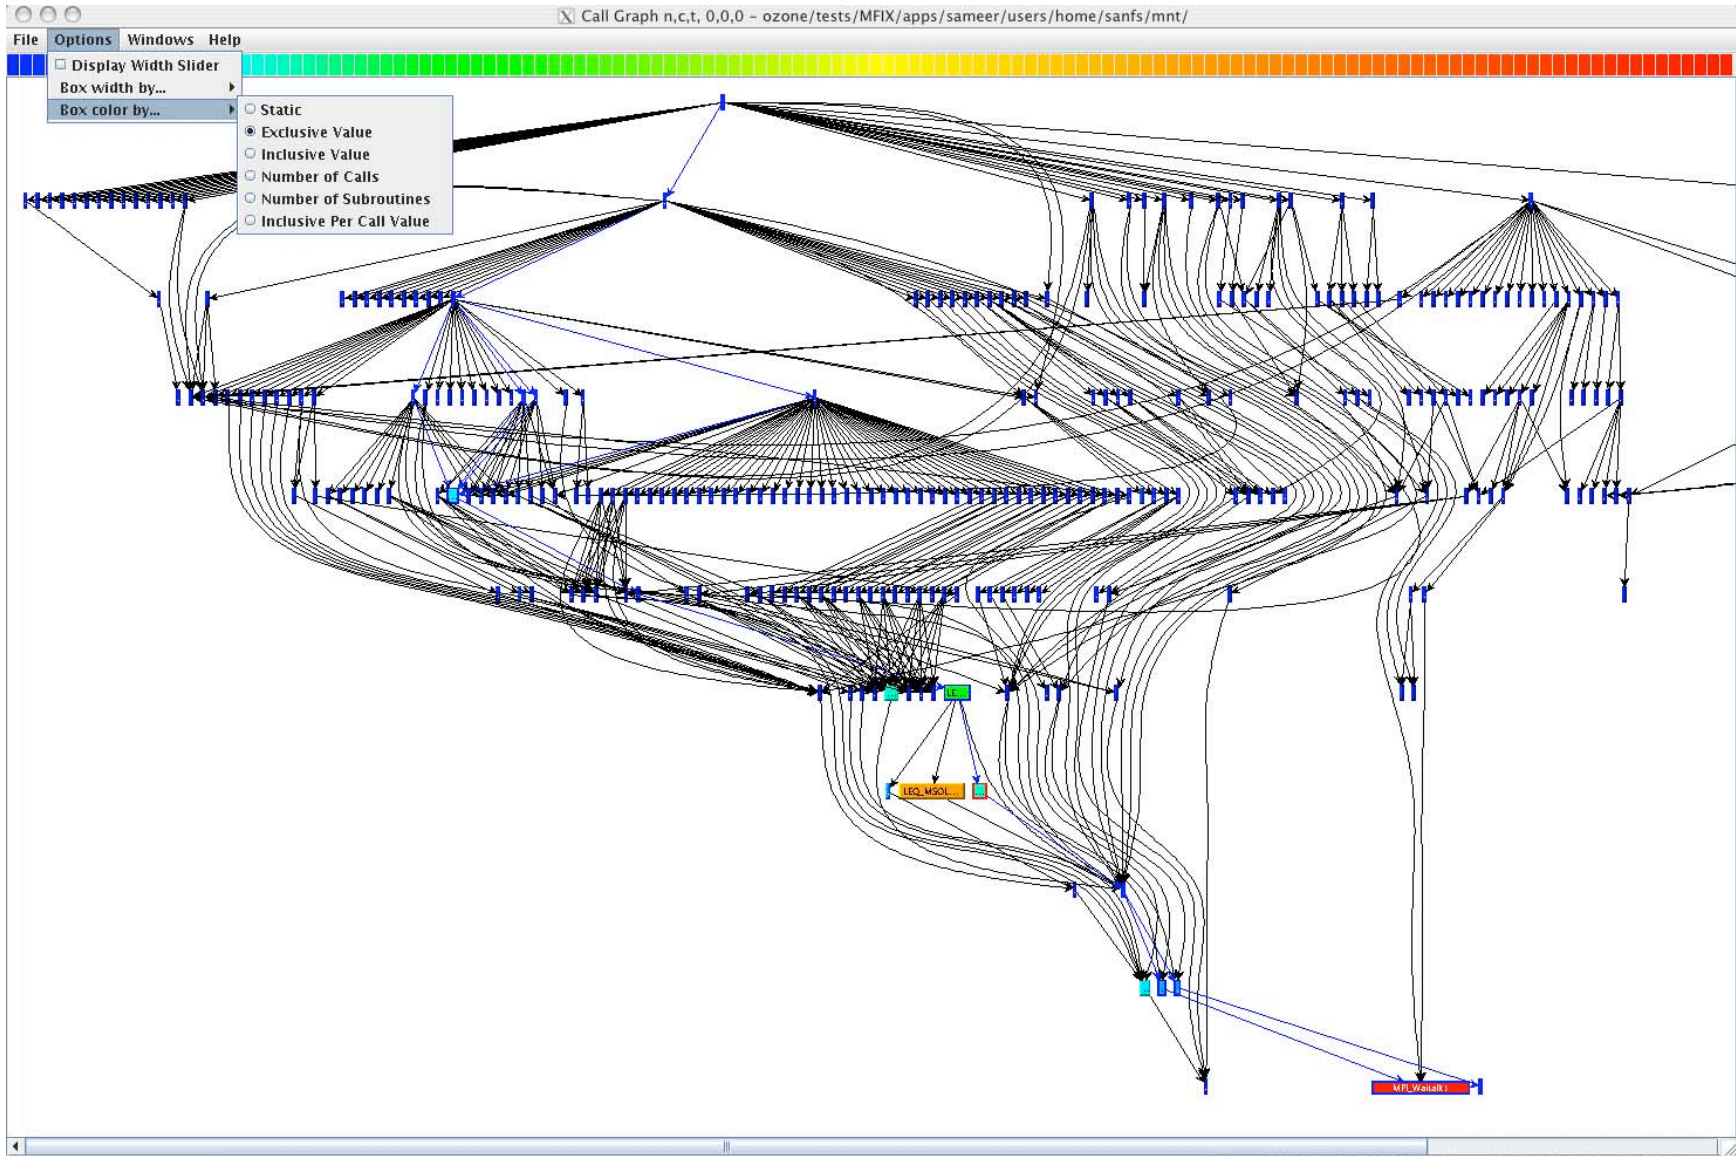 Call Graph n,c,t, 0,0,0 - ozone/tests/MFIX/apps/sameer/users/home/sanfs/mnt/
File Options Windows Help
Display Width Slider
Box width by...
Box color by...
Static
Exclusive Value
Inclusive Value
Number of Calls
Number of Subroutines
Inclusive Per Call Value
LE...
LEQ_MSOL...
MPI_Waitall()